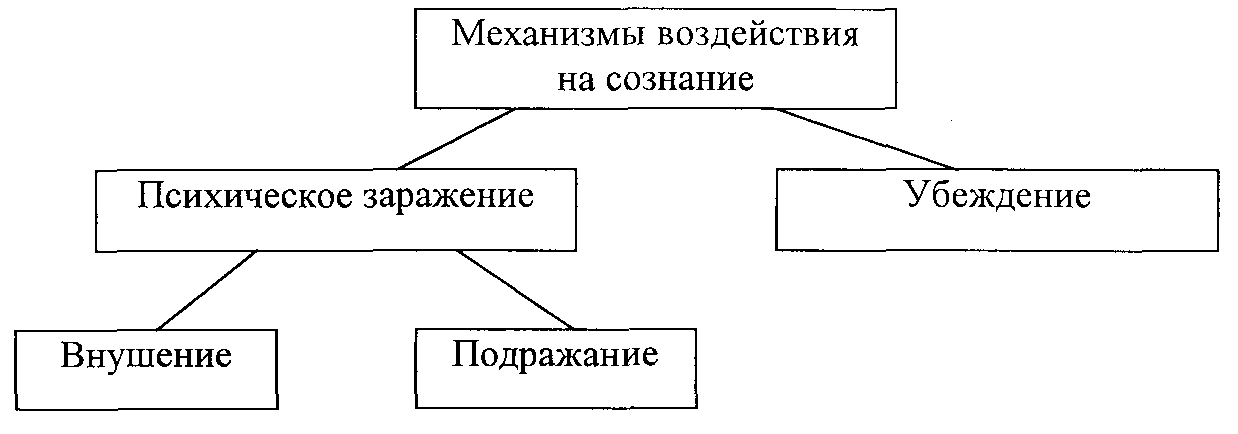 Механизмы воздействия
на сознание
Психическое заражение
Убеждение
Внушение
Подражание